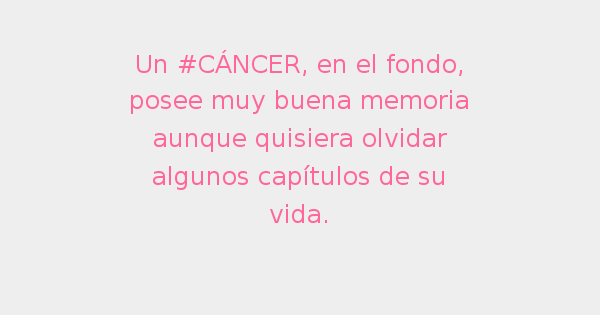 Un #CÁNCER, en el fondo,
posee muy buena memoria
aunque quisiera olvidar
algunos capítulos de su
vida.